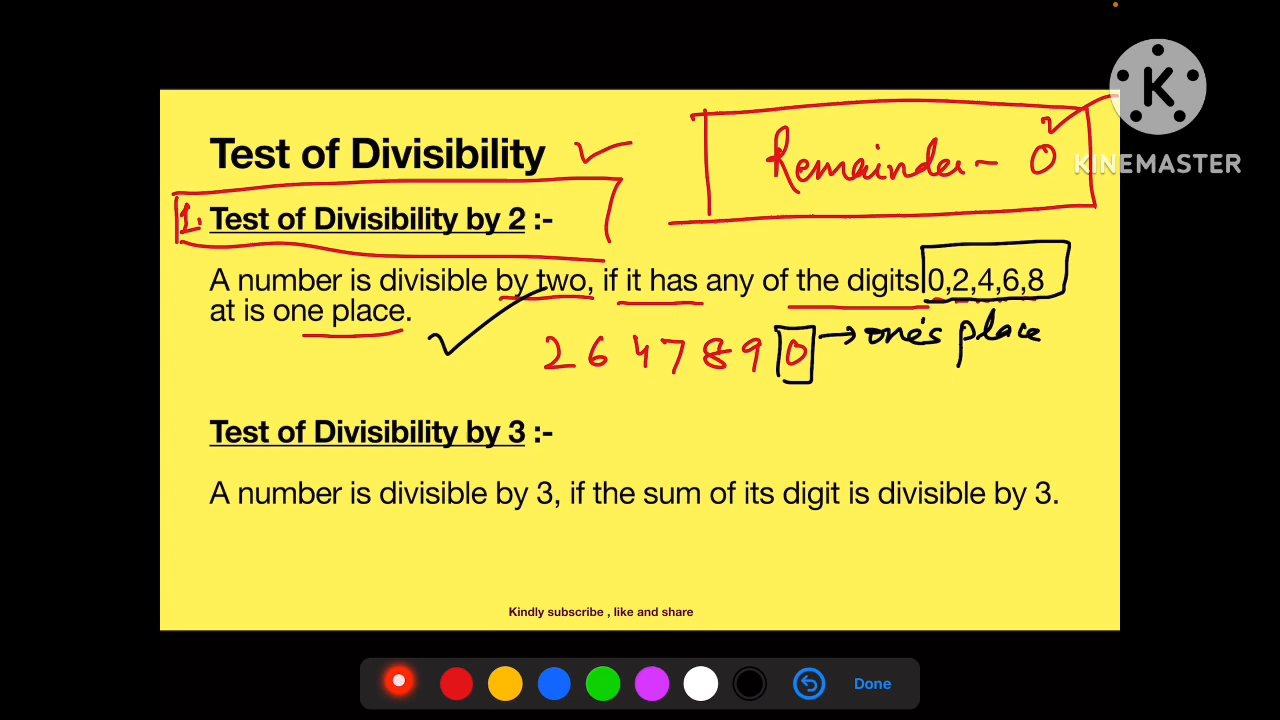 Test of Divisibility
Remainder - 0
K
KINEMASTER
1. Test of Divisibility by 2 :-
A number is divisible by two, if it has any of the digits 0,2,4,6,8
at is one place.
2 6 4 7 8 9 0 → one's place
Test of Divisibility by 3 :-
A number is divisible by 3, if the sum of its digit is divisible by 3.
Kindly subscribe , like and share
Done